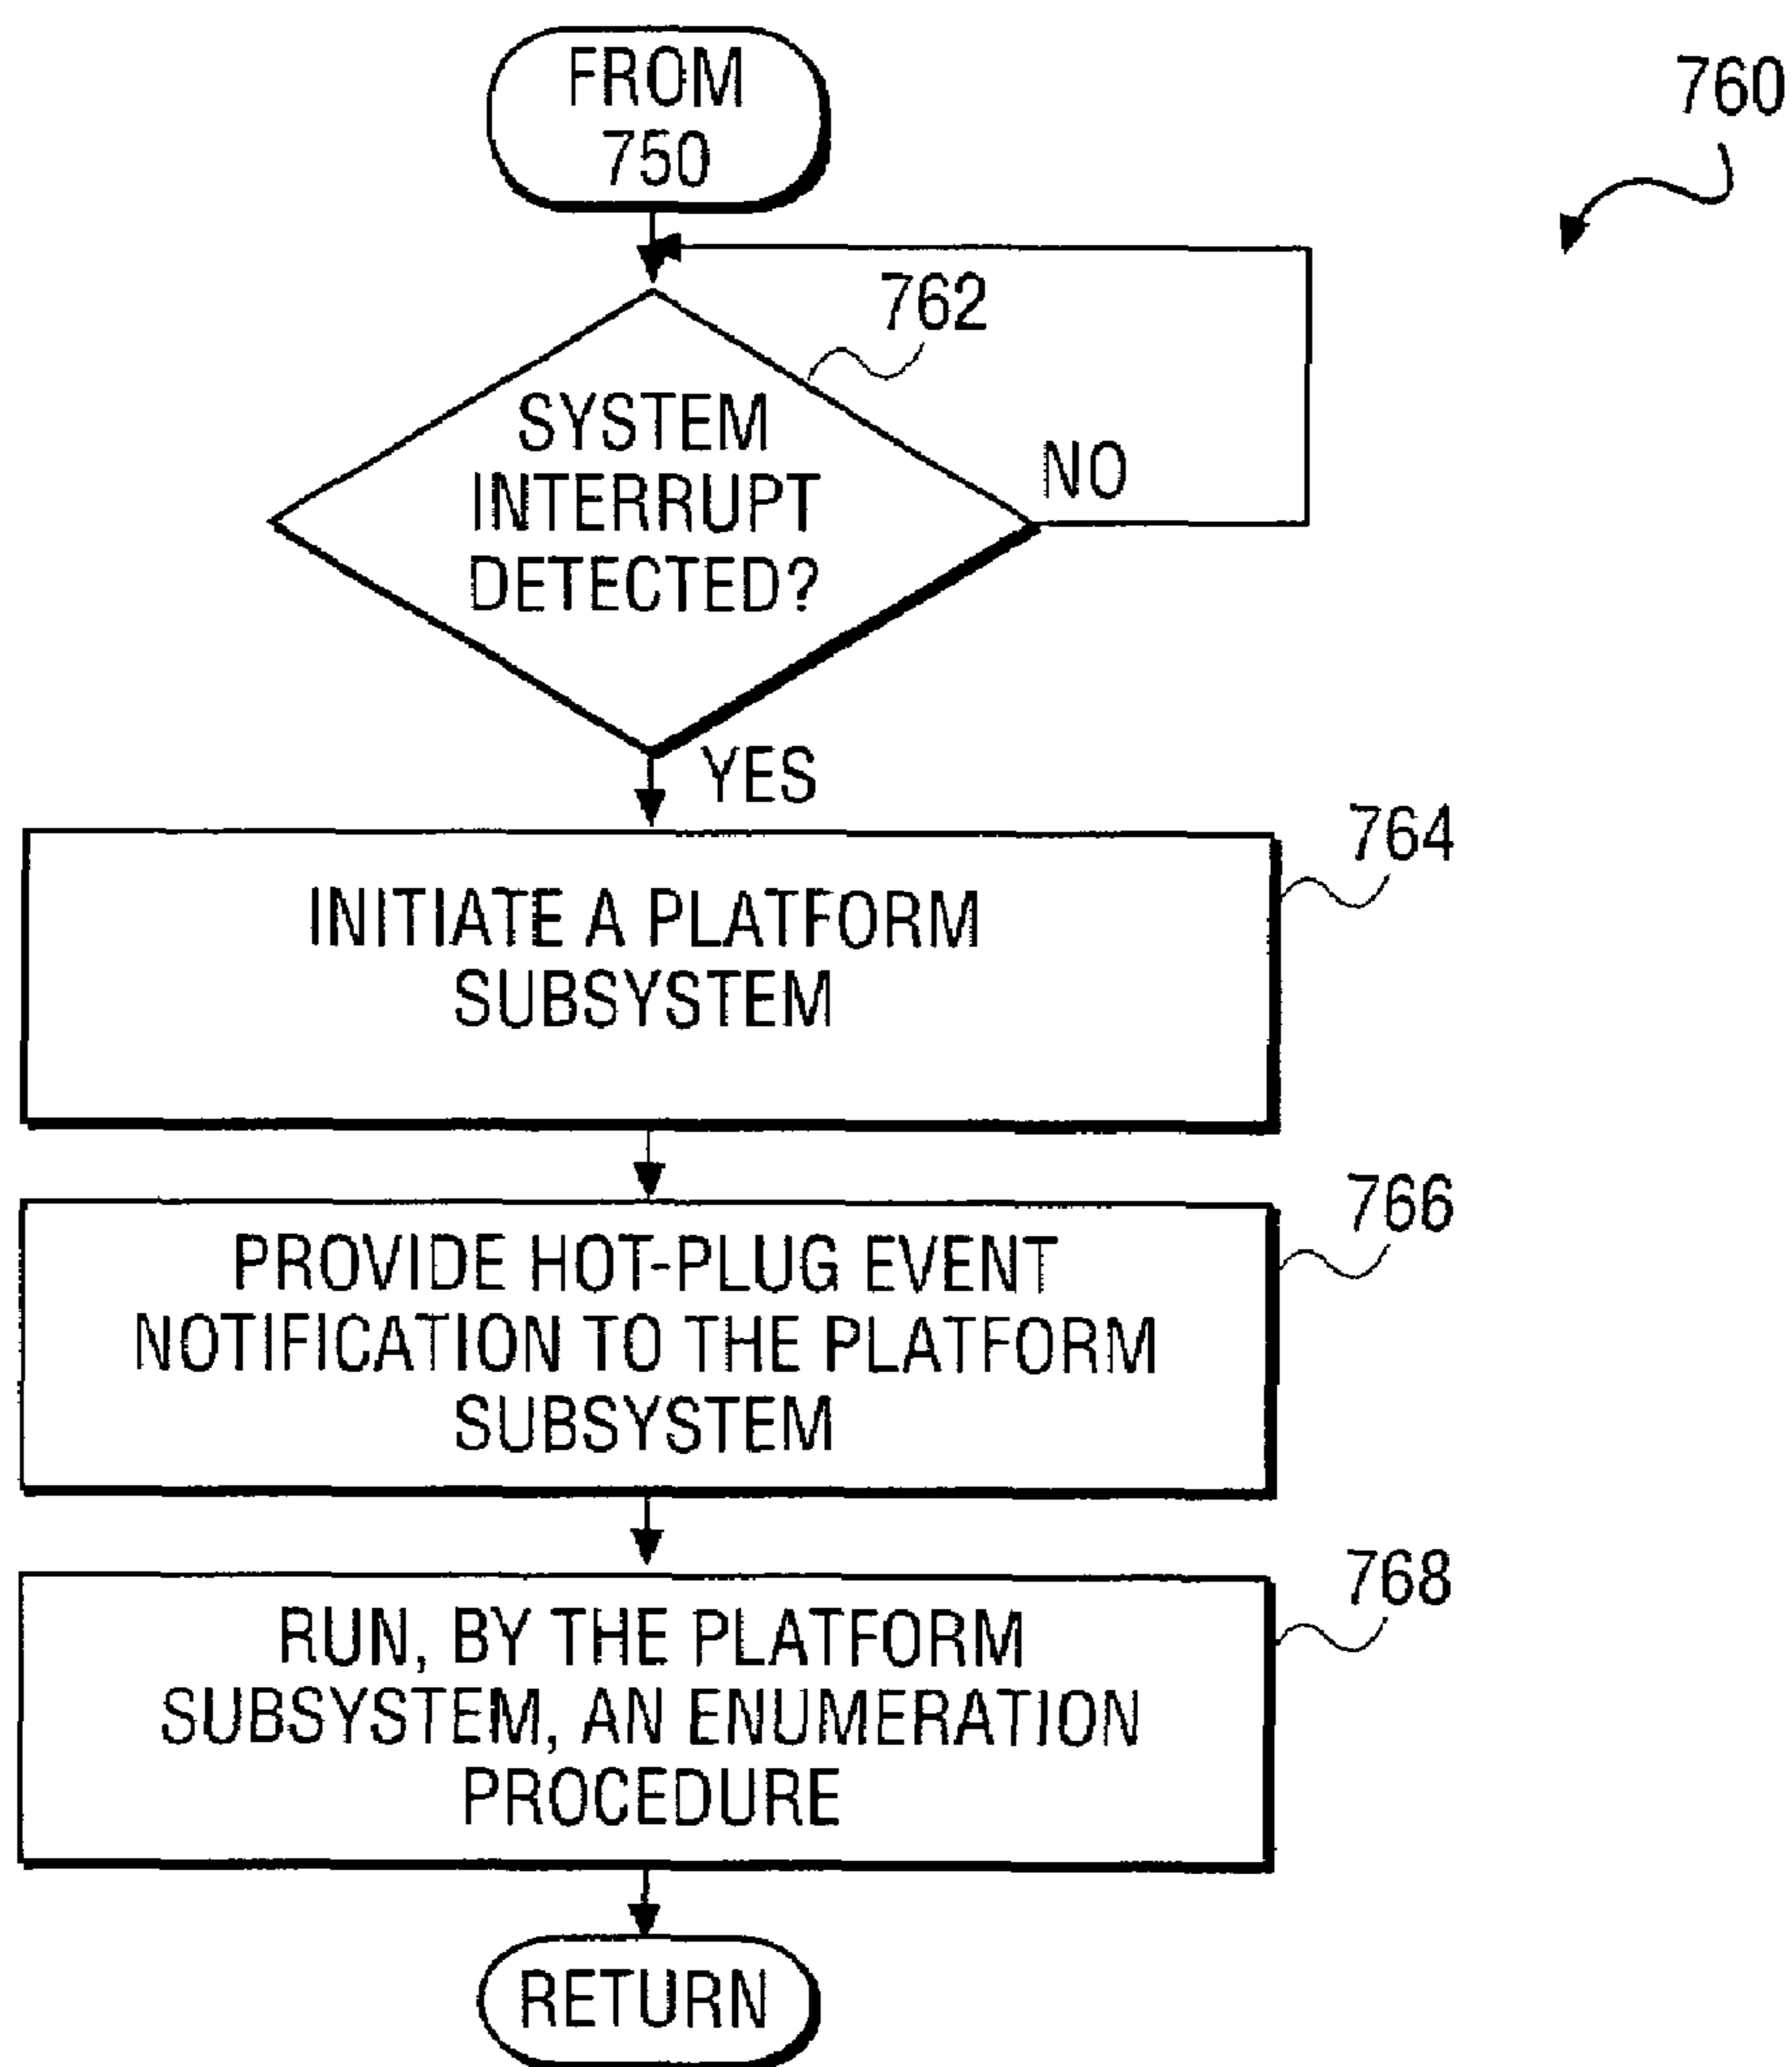 FROM
750
760
762
SYSTEM
INTERRUPT
DETECTED?
NO
YES
764
INITIATE A PLATFORM
SUBSYSTEM
766
PROVIDE HOT-PLUG EVENT
NOTIFICATION TO THE PLATFORM
SUBSYSTEM
768
RUN, BY THE PLATFORM
SUBSYSTEM, AN ENUMERATION
PROCEDURE
RETURN